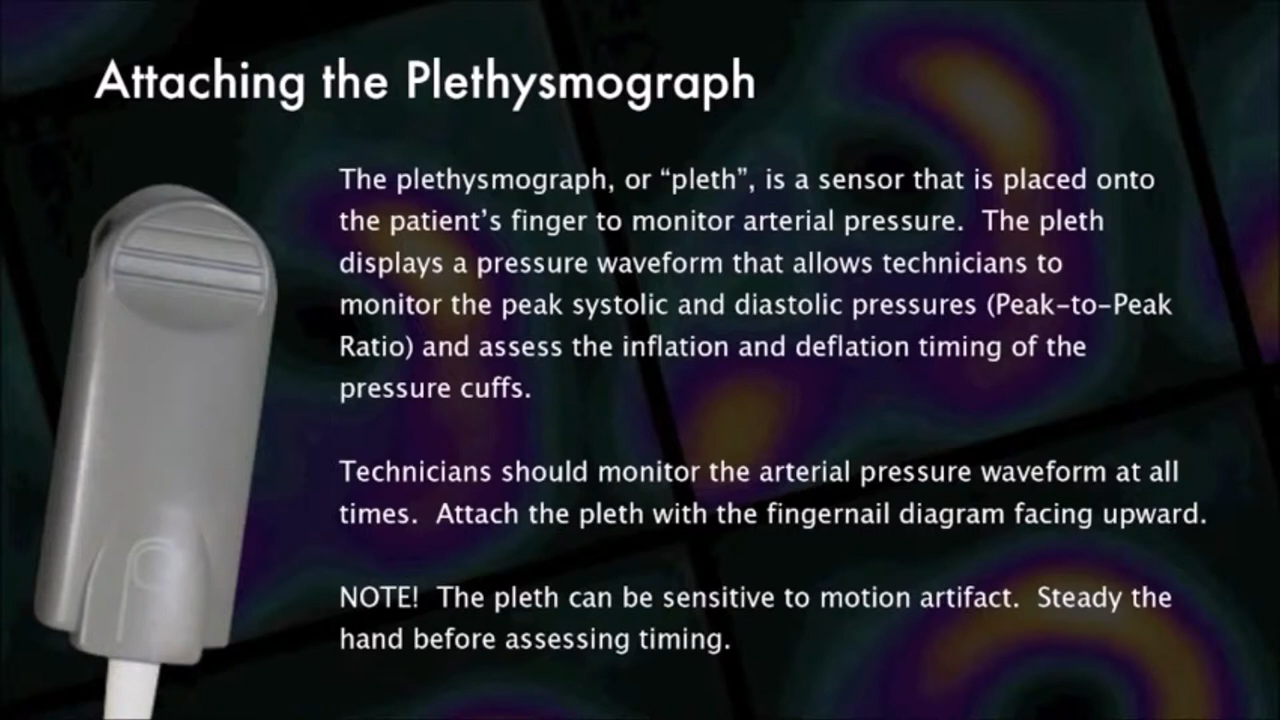 Attaching the Plethysmograph
The plethysmograph, or “pleth”, is a sensor that is placed onto
the patient’s finger to monitor arterial pressure.  The pleth
displays a pressure waveform that allows technicians to
monitor the peak systolic and diastolic pressures (Peak-to-Peak
Ratio) and assess the inflation and deflation timing of the
pressure cuffs.
Technicians should monitor the arterial pressure waveform at all
times.  Attach the pleth with the fingernail diagram facing upward.
NOTE!  The pleth can be sensitive to motion artifact.  Steady the
hand before assessing timing.